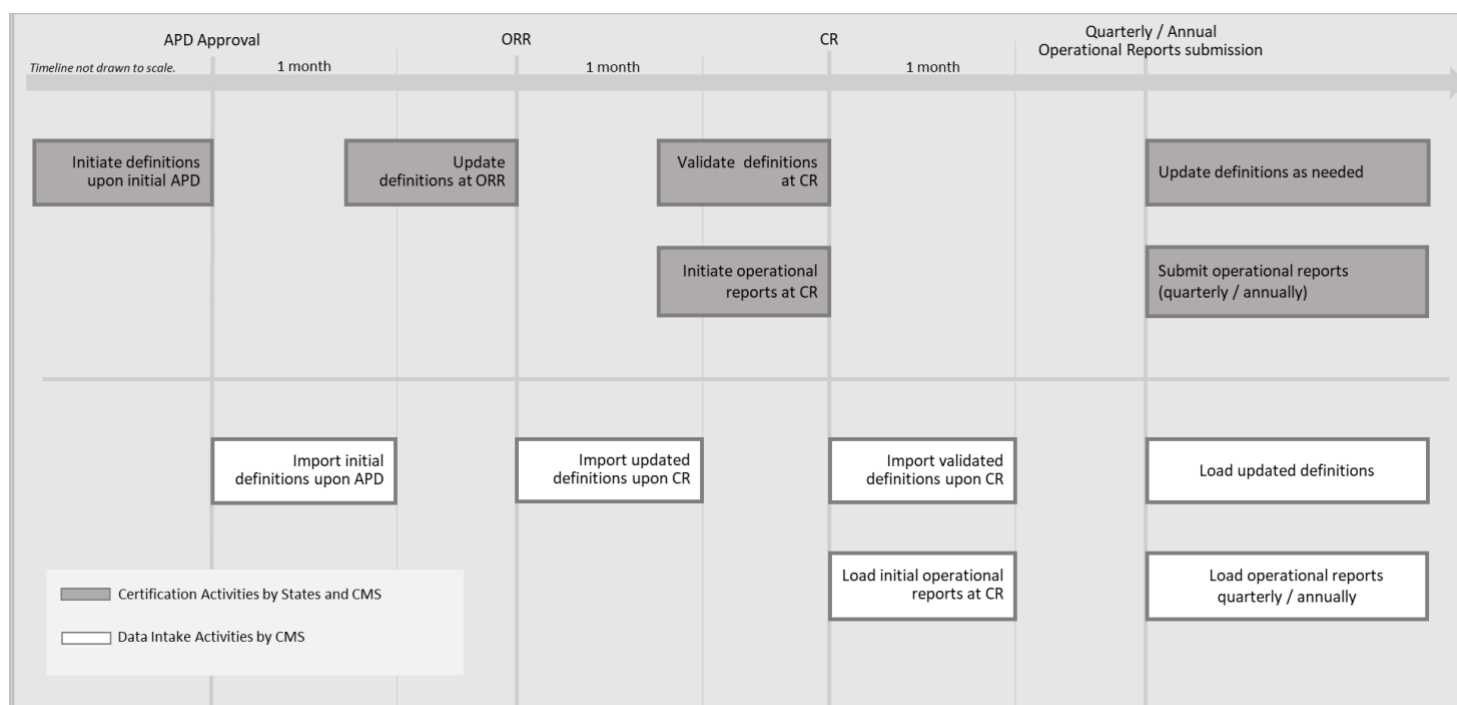 APD Approval
ORR
CR
Quarterly / Annual
Operational Reports submission
Timeline not drawn to scale.
1 month
1 month
1 month
Initiate definitions
upon initial APD
Update
definitions at ORR
Validate definitions
at CR
Update definitions as needed
Initiate operational
reports at CR
Submit operational reports
(quarterly / annually)
Import initial
definitions upon APD
Import updated
definitions upon CR
Import validated
definitions upon CR
Load updated definitions
Load initial operational
reports at CR
Load operational reports
quarterly / annually
Certification Activities by States and CMS
Data Intake Activities by CMS